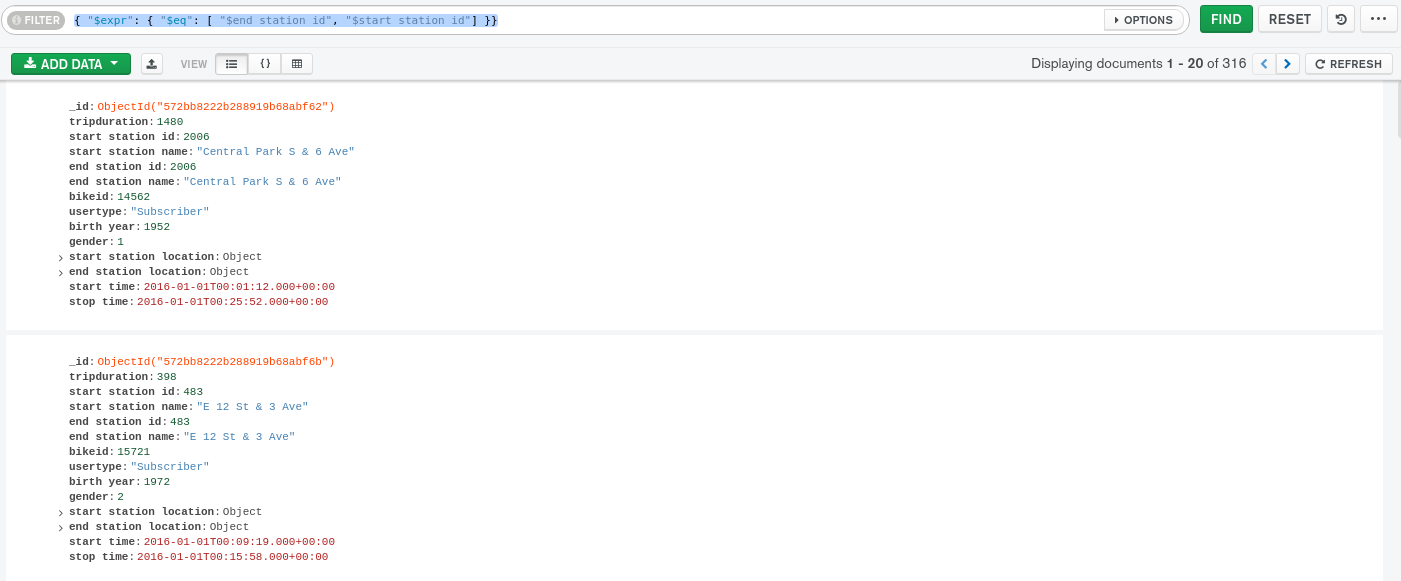 FILTER { "$expr": { "$eq": [ "$end station id", "$start station id"] }} OPTIONS FIND RESET
ADD DATA VIEW {} Displaying documents 1 - 20 of 316 REFRESH
_id: ObjectId("572bb8222b288919b68abf62")
tripduration: 1480
start station id: 2006
start station name: "Central Park S & 6 Ave"
end station id: 2006
end station name: "Central Park S & 6 Ave"
bikeid: 14562
usertype: "Subscriber"
birth year: 1952
gender: 1
start station location: Object
end station location: Object
start time: 2016-01-01T00:01:12.000+00:00
stop time: 2016-01-01T00:25:52.000+00:00
_id: ObjectId("572bb8222b288919b68abf6b")
tripduration: 398
start station id: 483
start station name: "E 12 St & 3 Ave"
end station id: 483
end station name: "E 12 St & 3 Ave"
bikeid: 15721
usertype: "Subscriber"
birth year: 1972
gender: 2
start station location: Object
end station location: Object
start time: 2016-01-01T00:09:19.000+00:00
stop time: 2016-01-01T00:15:58.000+00:00